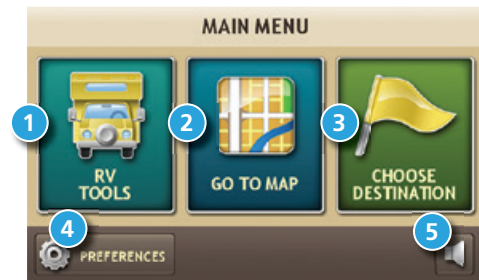 MAIN MENU
1
RV
TOOLS
2
GO TO MAP
3
CHOOSE
DESTINATION
4
PREFERENCES
5